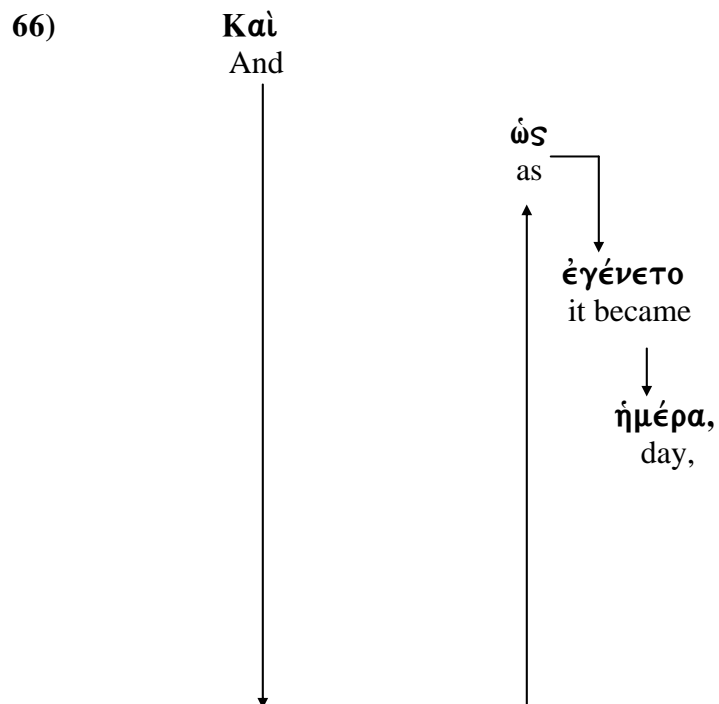 66) Καὶ
And
ὡς
as
ἐγένετο
it became
ἡμέρα,
day,